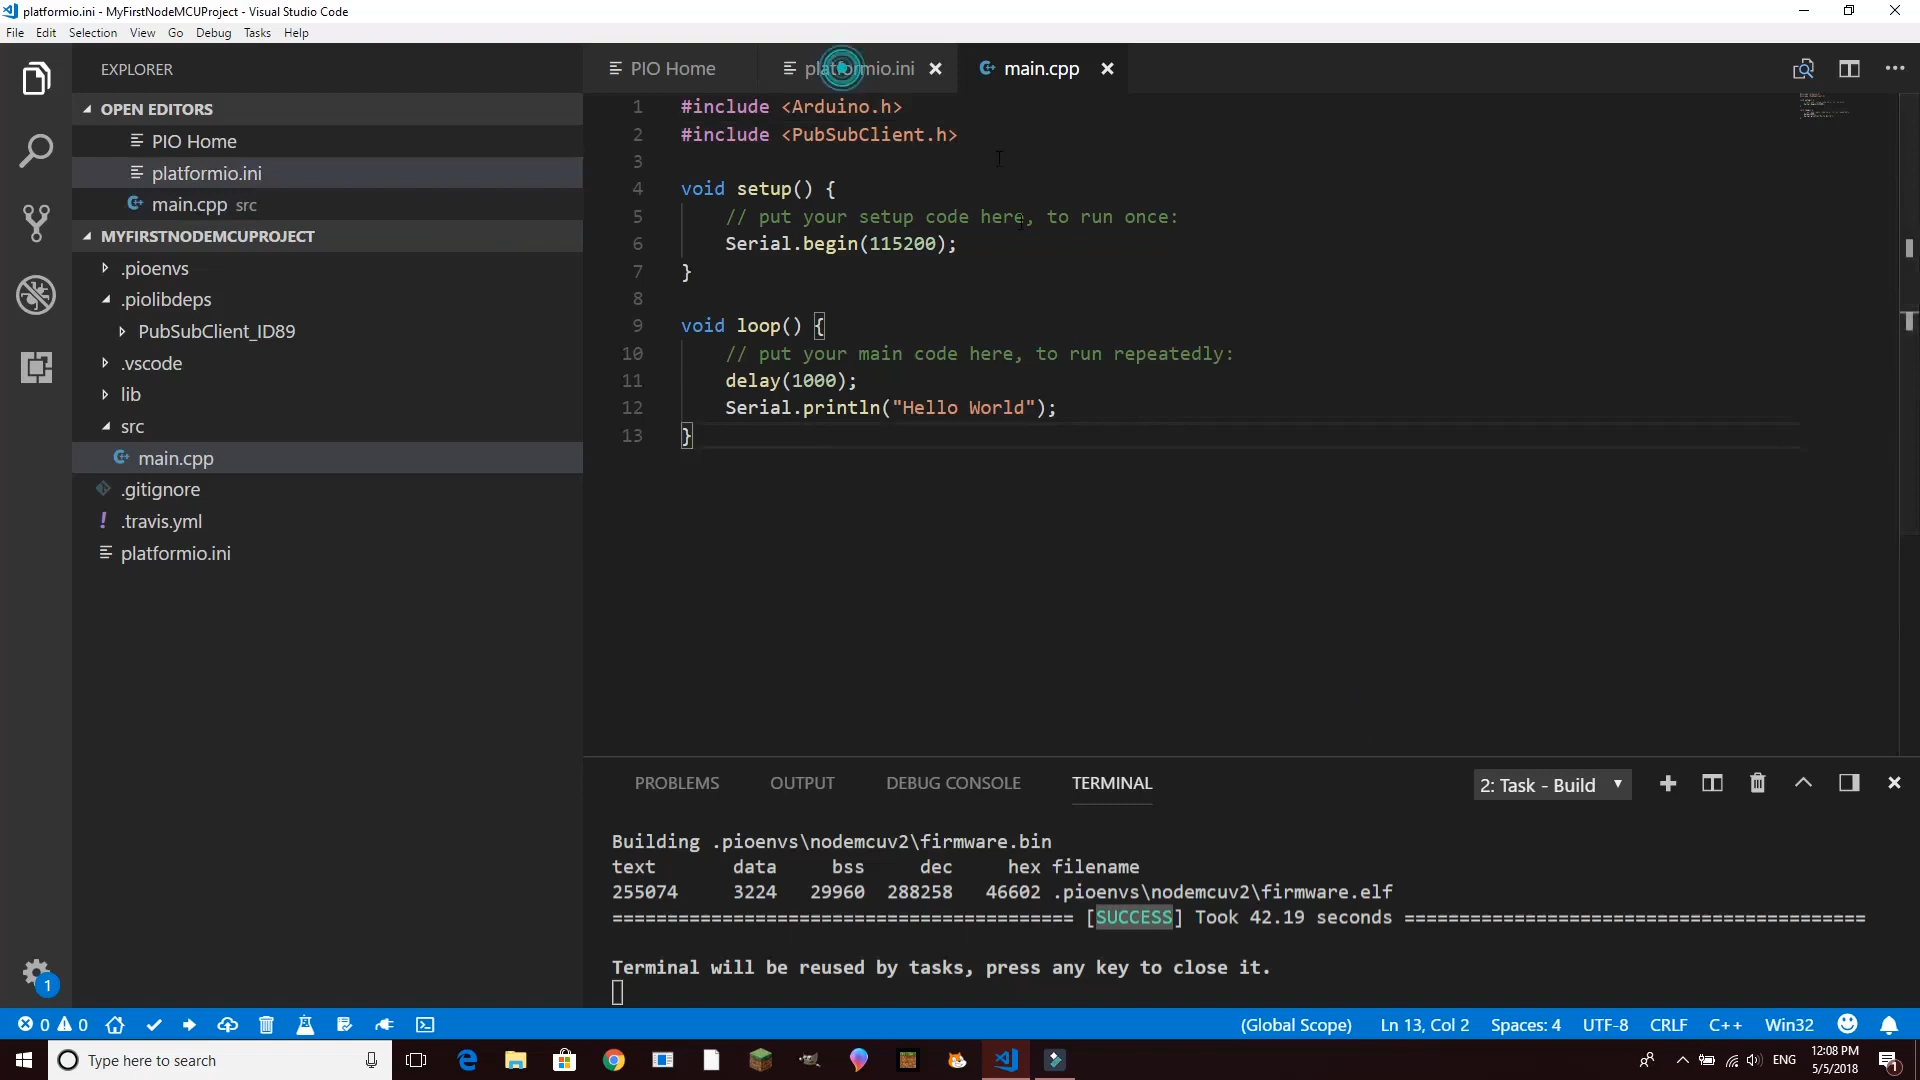 platformio.ini - MyFirstNodeMCUProject - Visual Studio Code
File Edit Selection View Go Debug Tasks Help
EXPLORER
OPEN EDITORS
PIO Home
platformio.ini
main.cpp src
MYFIRSTNODEMCUPROJECT
.pioenvs
.piolibdeps
PubSubClient_ID89
.vscode
lib
src
main.cpp
.gitignore
! .travis.yml
platformio.ini
1
PIO Home platformio.ini main.cpp
1 #include <Arduino.h>
2 #include <PubSubClient.h>
3
4 void setup() {
5 // put your setup code here, to run once:
6 Serial.begin(115200);
7 }
8
9 void loop() {
10 // put your main code here, to run repeatedly:
11 delay(1000);
12 Serial.println("Hello World");
13 }
PROBLEMS OUTPUT DEBUG CONSOLE TERMINAL 2: Task - Build
Building .pioenvs\nodemcuv2\firmware.bin
text data bss dec hex filename
255074 3224 29960 288258 46602 .pioenvs\nodemcuv2\firmware.elf
========================================== [SUCCESS] Took 42.19 seconds ==========================================
Terminal will be reused by tasks, press any key to close it.
0 0 (Global Scope) Ln 13, Col 2 Spaces: 4 UTF-8 CRLF C++ Win32
Type here to search ENG 12:08 PM
5/5/2018 1